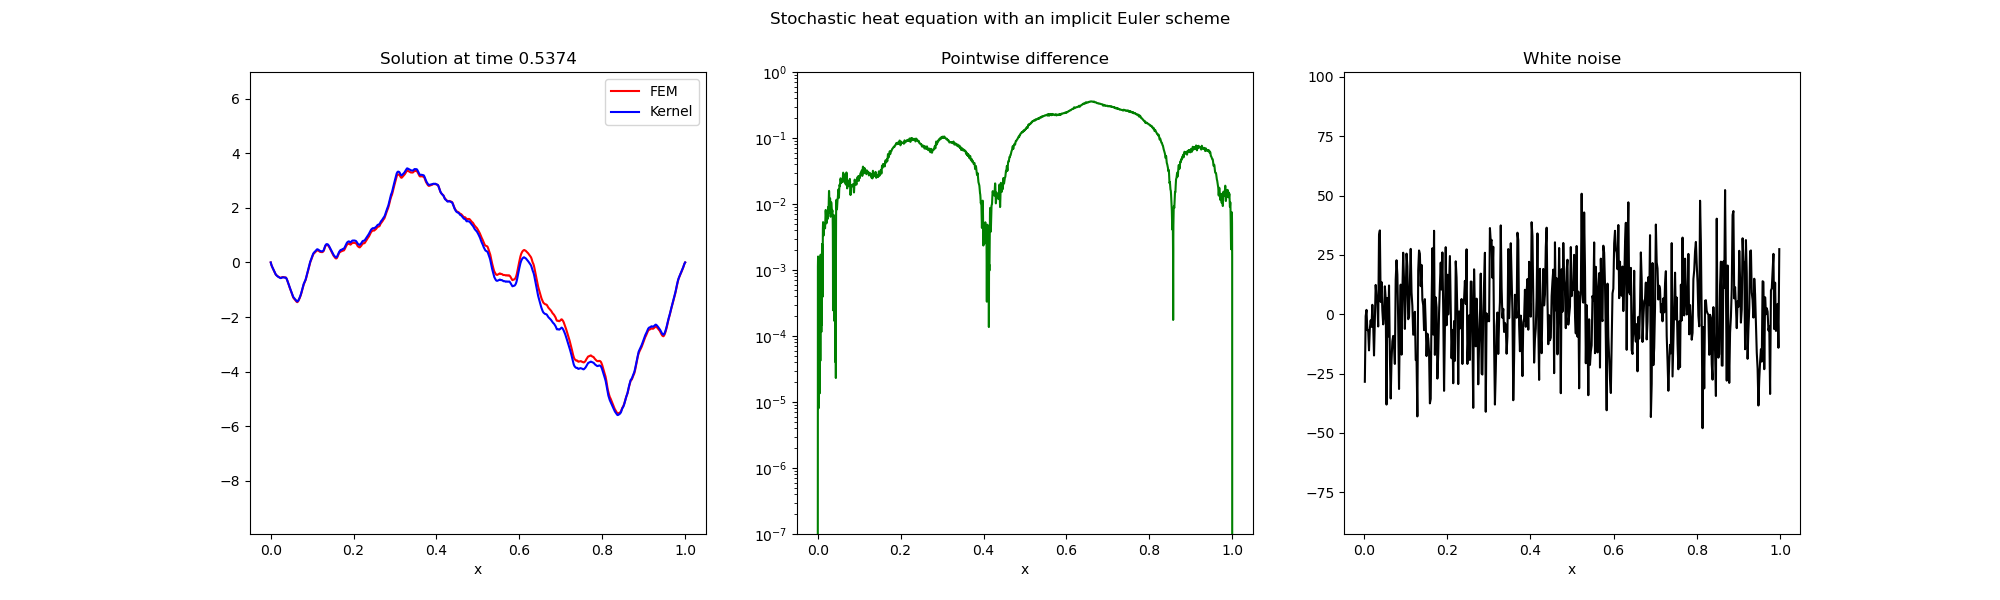 Stochastic heat equation with an implicit Euler scheme
Solution at time 0.5374
FEM
Kernel
6
4
2
0
−2
−4
−6
−8
0.0 0.2 0.4 0.6 0.8 1.0
x
Pointwise difference
10⁰
10⁻¹
10⁻²
10⁻³
10⁻⁴
10⁻⁵
10⁻⁶
10⁻⁷
0.0 0.2 0.4 0.6 0.8 1.0
x
White noise
100
75
50
25
0
−25
−50
−75
0.0 0.2 0.4 0.6 0.8 1.0
x